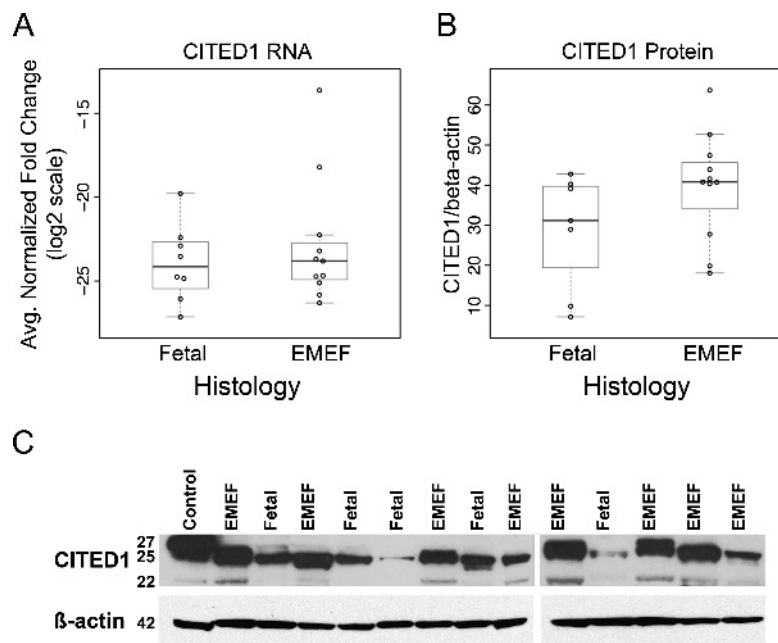 A
CITED1 RNA
Avg. Normalized Fold Change
(log2 scale)
−15
−20
−25
Fetal EMEF
Histology
B
CITED1 Protein
CITED1/beta-actin
60
50
40
30
20
10
Fetal EMEF
Histology
C
Control EMEF Fetal EMEF Fetal Fetal EMEF Fetal EMEF EMEF Fetal EMEF EMEF EMEF
27
CITED1 25
22
ß-actin 42